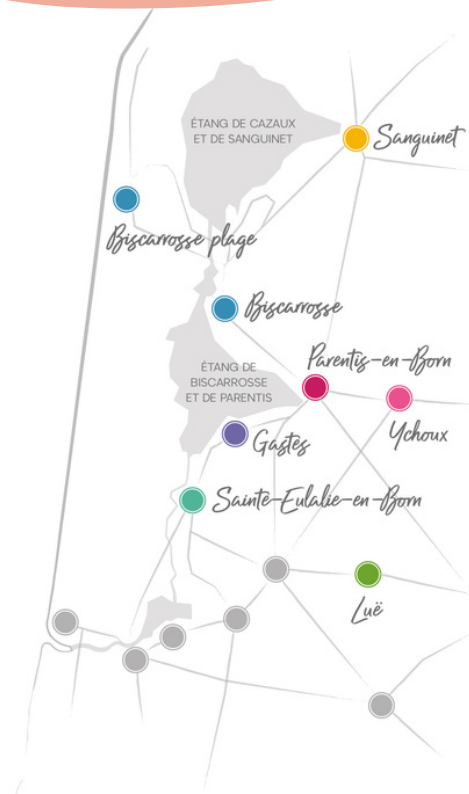 ÉTANG DE CAZAUX
ET DE SANGUINET
Sanguinet
Biscarrosse plage
Biscarrosse
Parentis-en-Born
ÉTANG DE
BISCARROSSE
ET DE PARENTIS
Ychoux
Gastes
Sainte-Eulalie-en-Born
Luë